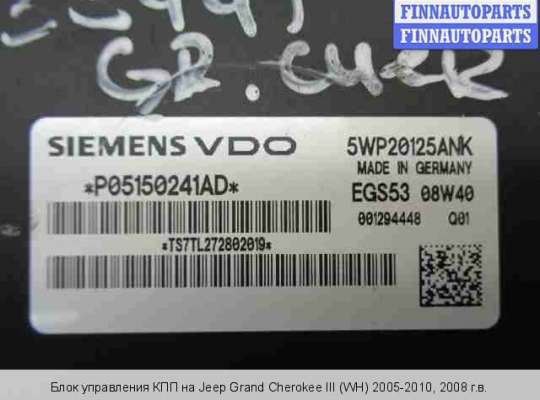 FINNAUTOPARTS
FINNAUTOPARTS
FINNAUTOPARTS
GR. CHER
SIEMENS VDO
5WP20125ANK
MADE IN GERMANY
*P05150241AD*
EGS53 08W40
001294448 Q01
*TS7TL272802019*
Блок управления КПП на Jeep Grand Cherokee III (WH) 2005-2010, 2008 г.в.